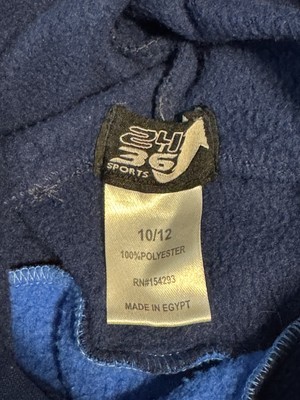 24
36
SPORTS
10/12
100%POLYESTER
RN#154293
MADE IN EGYPT